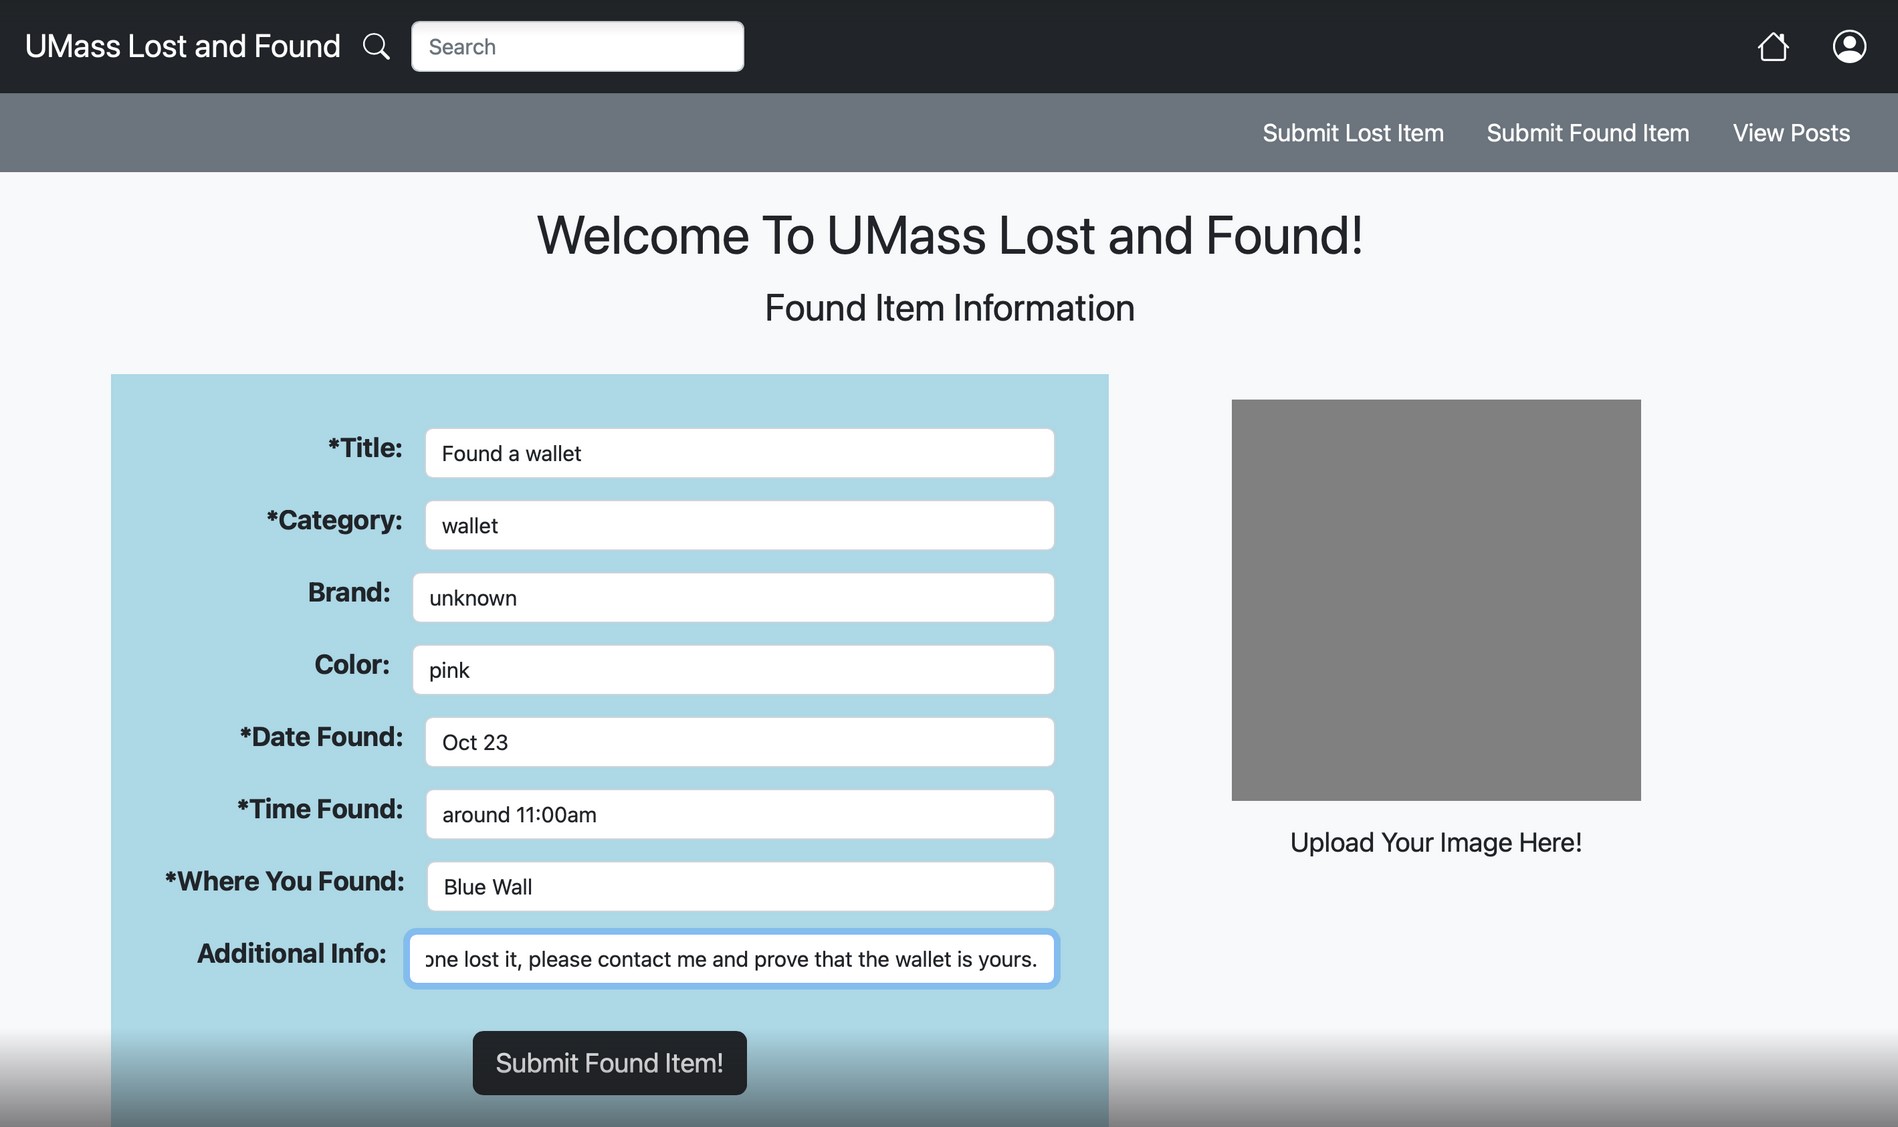 UMass Lost and Found Search
Submit Lost Item Submit Found Item View Posts
Welcome To UMass Lost and Found!
Found Item Information
*Title: Found a wallet
*Category: wallet
Brand: unknown
Color: pink
*Date Found: Oct 23
*Time Found: around 11:00am
*Where You Found: Blue Wall
Additional Info: one lost it, please contact me and prove that the wallet is yours.
Submit Found Item!
Upload Your Image Here!